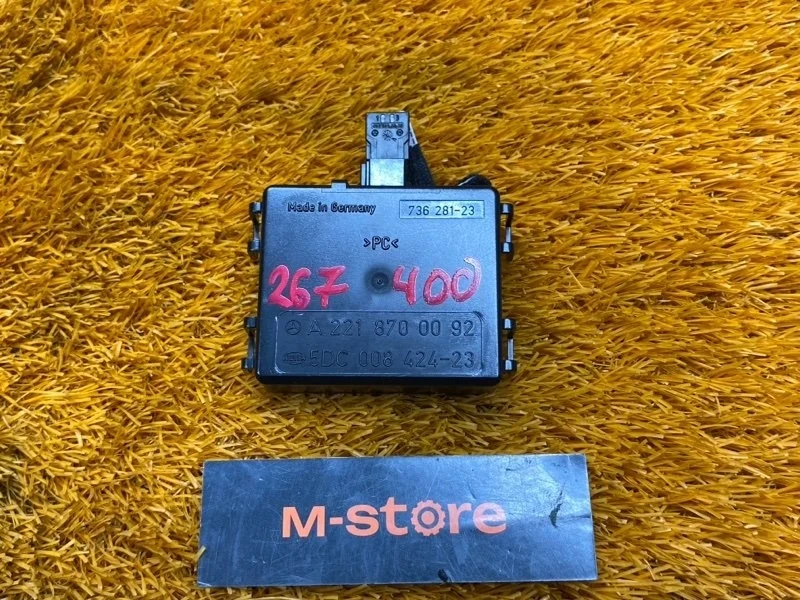 Made in Germany 736 281-23
>PC<
267 400
A 221 870 00 92
5DC 008 424-23
M-store